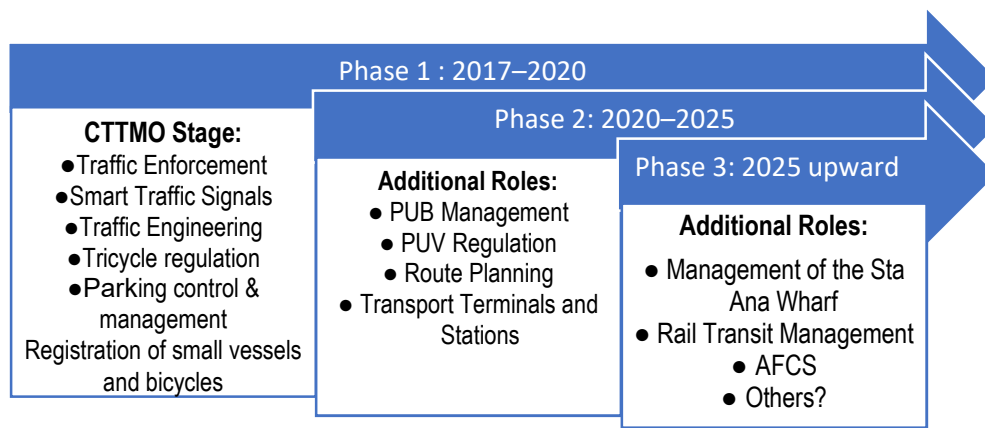 Phase 1 : 2017–2020
CTTMO Stage:
●Traffic Enforcement
●Smart Traffic Signals
●Traffic Engineering
●Tricycle regulation
●Parking control &
management
Registration of small vessels
and bicycles
Phase 2: 2020–2025
Additional Roles:
● PUB Management
● PUV Regulation
● Route Planning
● Transport Terminals and
Stations
Phase 3: 2025 upward
Additional Roles:
● Management of the Sta
Ana Wharf
● Rail Transit Management
● AFCS
● Others?